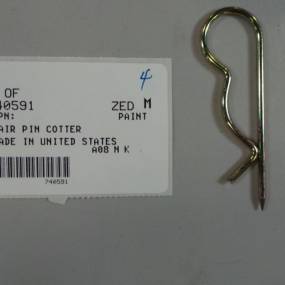 4
OF
40591 ZED M
PN: PAINT
AIR PIN COTTER
ADE IN UNITED STATES
A08 N K
740591